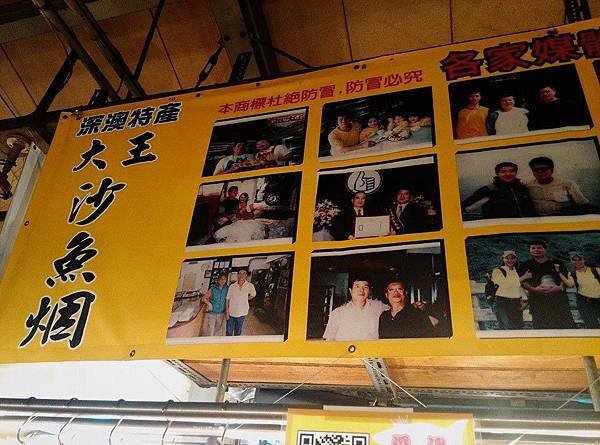 深澳特產
大王
沙魚烟
本商標杜絕防冒.防冒必究
各家媒體